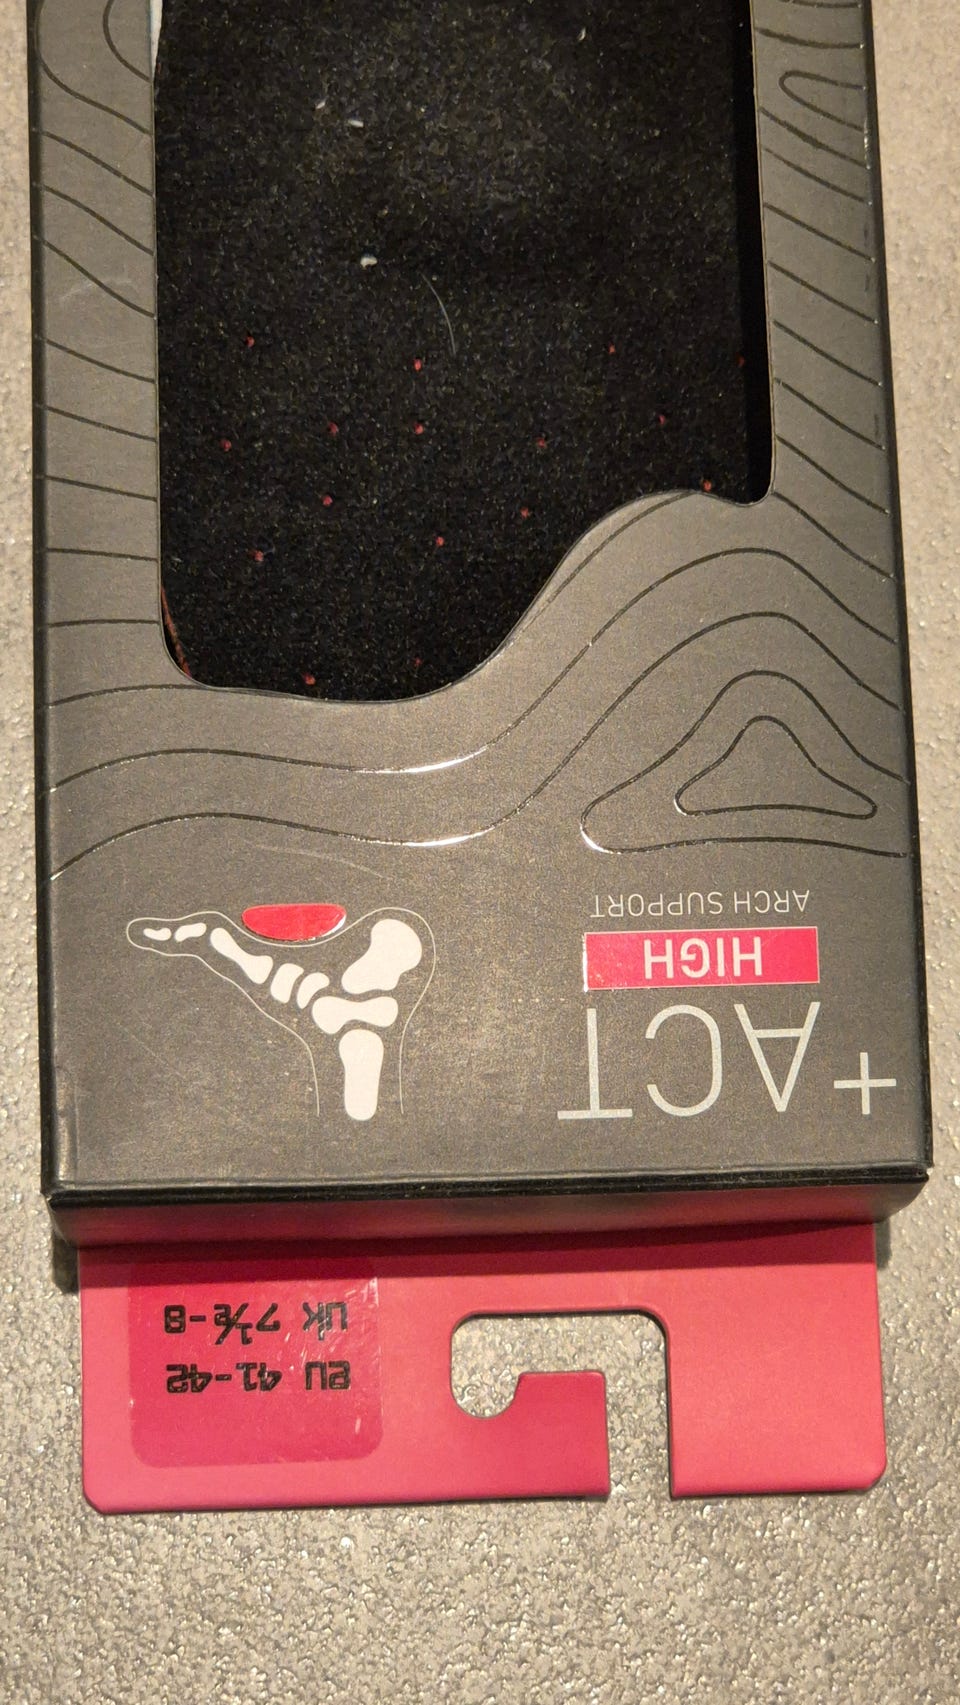 EU 41-42
UK 7½-8
+ACT
HIGH
ARCH SUPPORT